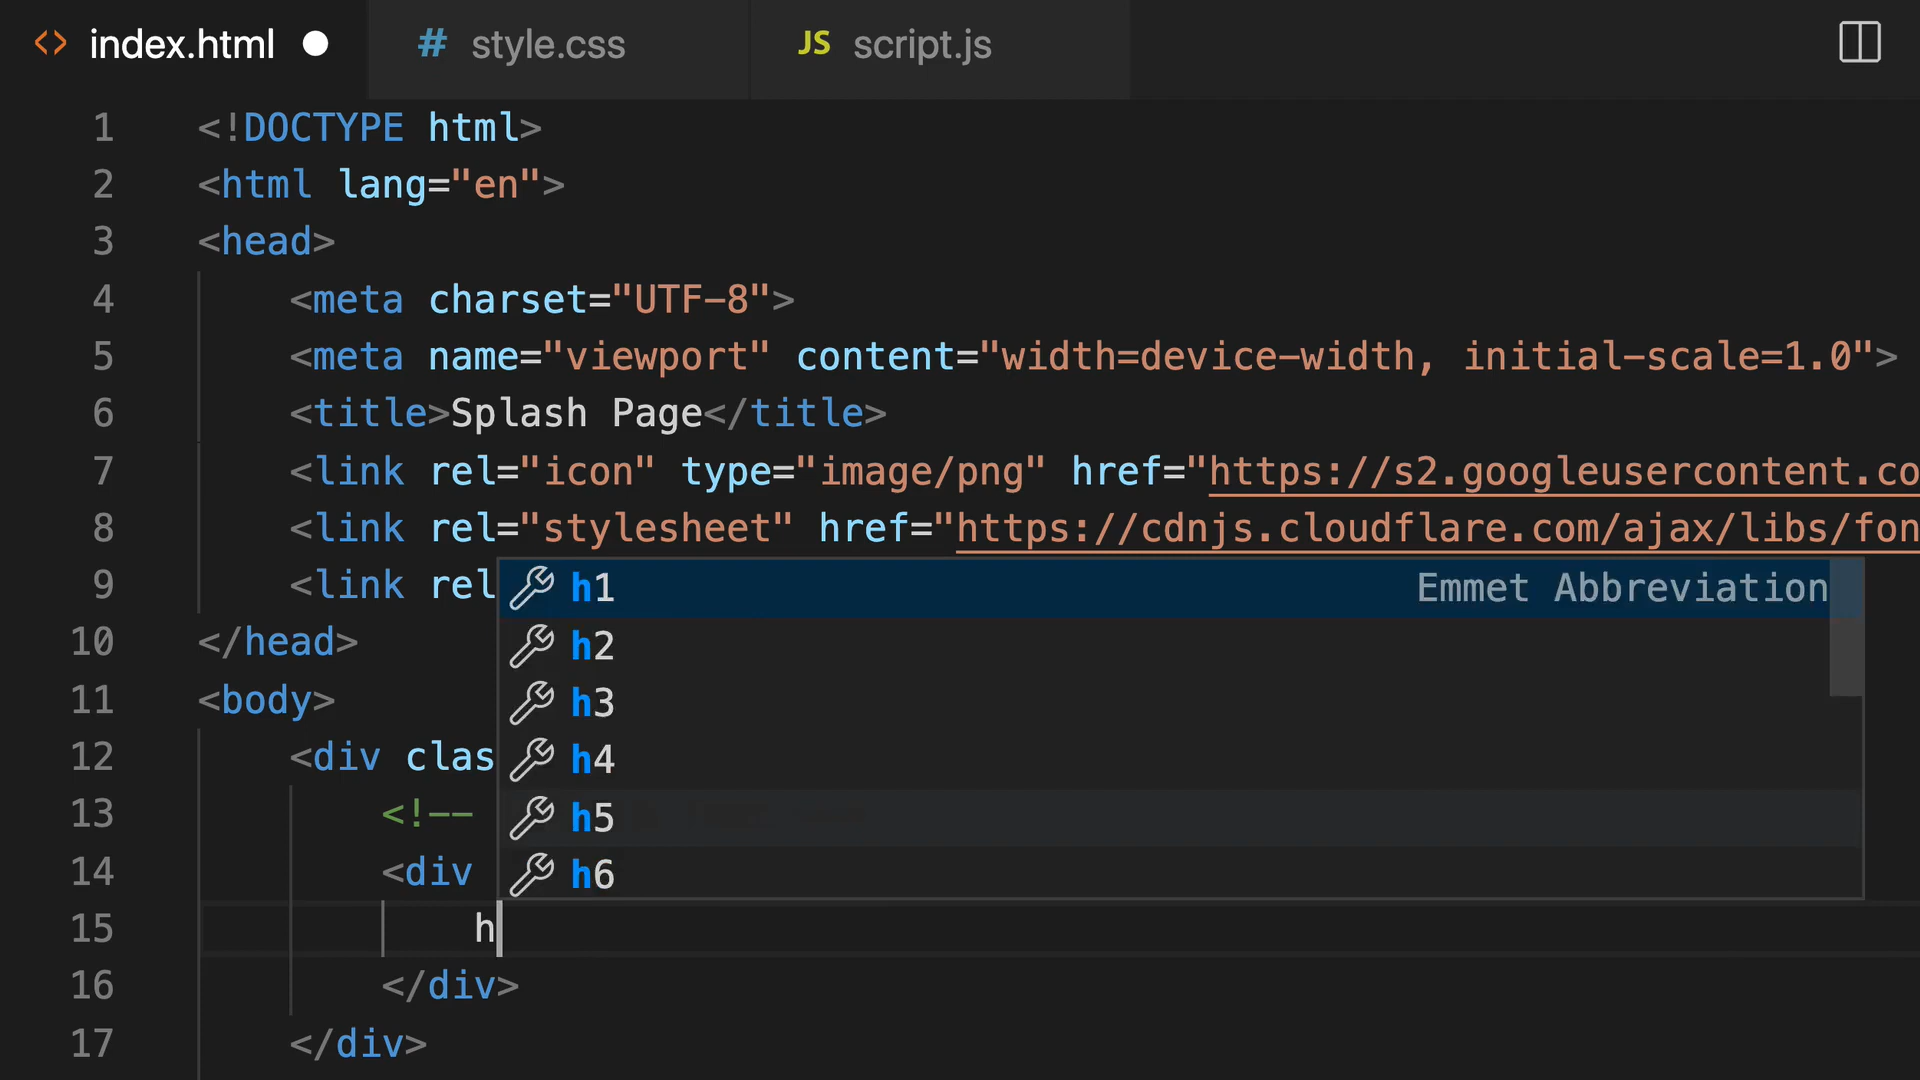 <> index.html ● # style.css JS script.js
1 <!DOCTYPE html>
2 <html lang="en">
3 <head>
4 <meta charset="UTF-8">
5 <meta name="viewport" content="width=device-width, initial-scale=1.0">
6 <title>Splash Page</title>
7 <link rel="icon" type="image/png" href="https://s2.googleusercontent.co
8 <link rel="stylesheet" href="https://cdnjs.cloudflare.com/ajax/libs/fon
9 <link rel h1 Emmet Abbreviation
10 </head> h2
11 <body> h3
12 <div clas h4
13 <!-- h5
14 <div h6
15 h
16 </div>
17 </div>